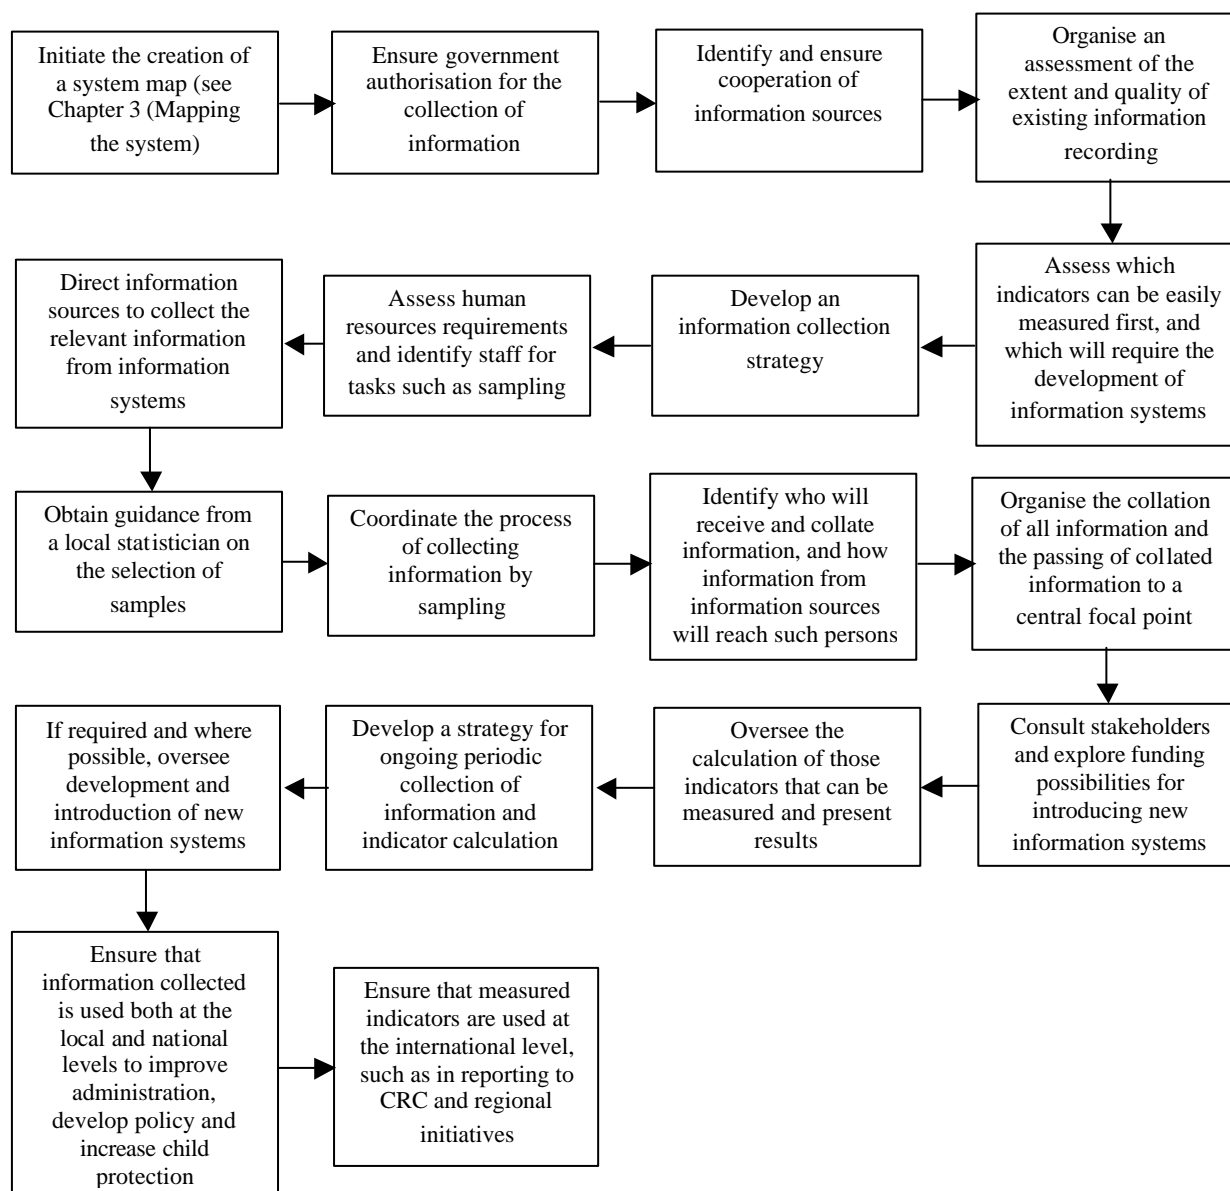 Initiate the creation of
a system map (see
Chapter 3 (Mapping
the system)
Ensure government
authorisation for the
collection of
information
Identify and ensure
cooperation of
information sources
Organise an
assessment of the
extent and quality of
existing information
recording
Assess which
indicators can be easily
measured first, and
which will require the
development of
information systems
Develop an
information collection
strategy
Assess human
resources requirements
and identify staff for
tasks such as sampling
Direct information
sources to collect the
relevant information
from information
systems
Obtain guidance from
a local statistician on
the selection of
samples
Coordinate the process
of collecting
information by
sampling
Identify who will
receive and collate
information, and how
information from
information sources
will reach such persons
Organise the collation
of all information and
the passing of collated
information to a
central focal point
Consult stakeholders
and explore funding
possibilities for
introducing new
information systems
Oversee the
calculation of those
indicators that can be
measured and present
results
Develop a strategy for
ongoing periodic
collection of
information and
indicator calculation
If required and where
possible, oversee
development and
introduction of new
information systems
Ensure that
information collected
is used both at the
local and national
levels to improve
administration,
develop policy and
increase child
protection
Ensure that measured
indicators are used at
the international level,
such as in reporting to
CRC and regional
initiatives